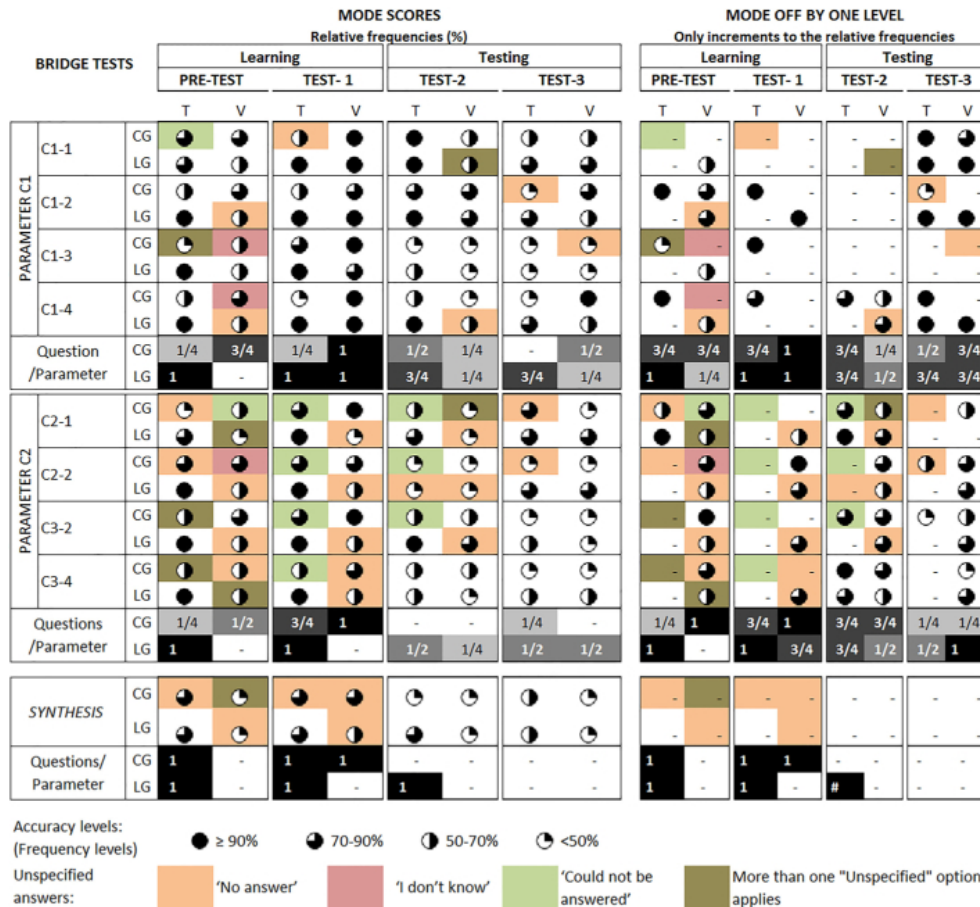 MODE SCORES MODE OFF BY ONE LEVEL
Relative frequencies (%) Only increments to the relative frequencies
BRIDGE TESTS Learning Testing Learning Testing
PRE-TEST TEST- 1 TEST-2 TEST-3 PRE-TEST TEST- 1 TEST-2 TEST-3
T V T V T V T V T V T V T V T V
PARAMETER C1
C1-1 CG - - - - - -
LG - - - - -
C1-2 CG - - - -
LG - - - -
C1-3 CG - - - - - -
LG - - - - - - -
C1-4 CG - - -
LG - - - -
Question /Parameter CG 1/4 3/4 1/4 1 1/2 1/4 - 1/2 3/4 3/4 3/4 1 3/4 1/4 1/2 3/4
LG 1 - 1 1 3/4 1/4 3/4 1/4 1 1/4 1 1 3/4 1/2 3/4 3/4
PARAMETER C2
C2-1 CG - - -
LG - - -
C2-2 CG - - - -
LG - - - -
C3-2 CG - - -
LG - - - -
C3-4 CG - - - -
LG - - -
Questions /Parameter CG 1/4 1/2 3/4 1 - - 1/4 - 1/4 1 3/4 1 3/4 3/4 1/4 1/4
LG 1 - 1 - 1/2 1/4 1/2 1/2 1 - 1 3/4 3/4 1/2 1/2 1
SYNTHESIS CG - - - - - - - -
LG - - - - - - - -
Questions/ Parameter CG 1 - 1 1 - - - - 1 - 1 1 - - - -
LG 1 - 1 - 1 - - - 1 - 1 - # - - -
Accuracy levels:
(Frequency levels) ≥ 90% 70-90% 50-70% <50%
Unspecified answers: 'No answer' 'I don't know' 'Could not be answered' More than one "Unspecified" option applies